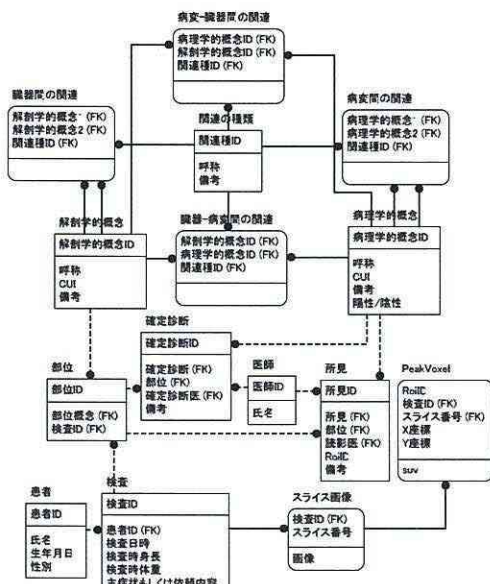 病変-臓器間の関連
病理学的概念ID (FK)
解剖学的概念ID (FK)
関連種ID (FK)
臓器間の関連
解剖学的概念1 (FK)
解剖学的概念2 (FK)
関連種ID (FK)
関連の種類
関連種ID
呼称
備考
病変間の関連
病理学的概念1 (FK)
病理学的概念2 (FK)
関連種ID (FK)
解剖学的概念
解剖学的概念ID
呼称
CUI
備考
臓器-病変間の関連
解剖学的概念ID (FK)
病理学的概念ID (FK)
関連種ID (FK)
病理学的概念
病理学的概念ID
呼称
CUI
備考
陽性/陰性
確定診断
確定診断ID
確定診断 (FK)
部位 (FK)
確定診断医 (FK)
備考
部位
部位ID
部位概念 (FK)
検査ID (FK)
医師
医師ID
氏名
所見
所見ID
所見 (FK)
部位 (FK)
読影医 (FK)
RoiID
備考
PeakVoxel
RoiID
検査ID (FK)
スライス番号 (FK)
X座標
Y座標
suv
患者
患者ID
氏名
生年月日
性別
検査
検査ID
患者ID (FK)
検査日時
検査時身長
検査時体重
主症状もしくは依頼内容
スライス画像
検査ID (FK)
スライス番号
画像